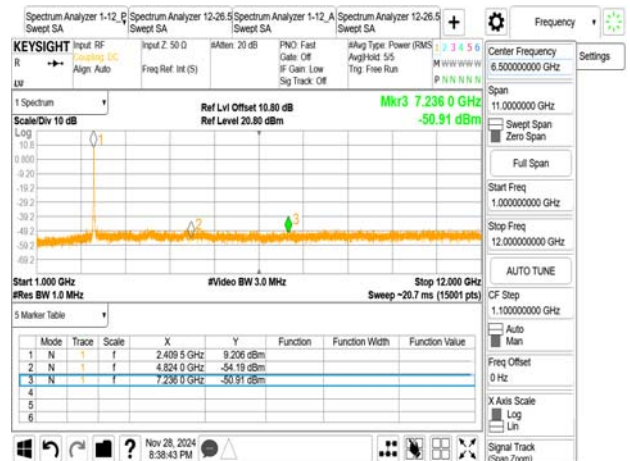 Spectrum Analyzer 1-12_P Spectrum Analyzer 12-26.5 Spectrum Analyzer 1-12_A Spectrum Analyzer 12-26.5
Swept SA Swept SA Swept SA Swept SA
+
Frequency
KEYSIGHT
R
Input: RF
Coupling: DC
Align: Auto
Input Z: 50 Ω
Freq Ref: Int (S)
#Atten: 20 dB
PNO: Fast
Gate: Off
IF Gain: Low
Sig Track: Off
#Avg Type: Power (RMS
Avg|Hold: 5/5
Trig: Free Run
1 2 3 4 5 6
M W W W W W
P N N N N N
1 Spectrum
Scale/Div 10 dB
Log
Ref Lvl Offset 10.80 dB
Ref Level 20.80 dBm
Mkr3 7.236 0 GHz
-50.91 dBm
10.8
0.800
-9.20
-19.2
-29.2
-39.2
-49.2
-59.2
-69.2
1
2
3
Start 1.000 GHz #Video BW 3.0 MHz Stop 12.000 GHz
#Res BW 1.0 MHz Sweep ~20.7 ms (15001 pts)
5 Marker Table
Mode Trace Scale X Y Function Function Width Function Value
1 N 1 f 2.409 5 GHz 9.206 dBm
2 N 1 f 4.824 0 GHz -54.19 dBm
3 N 1 f 7.236 0 GHz -50.91 dBm
4
5
6
?
Nov 28, 2024
8:38:43 PM
Center Frequency
6.500000000 GHz
Settings
Span
11.0000000 GHz
Swept Span
Zero Span
Full Span
Start Freq
1.000000000 GHz
Stop Freq
12.000000000 GHz
AUTO TUNE
CF Step
1.100000000 GHz
Auto
Man
Freq Offset
0 Hz
X Axis Scale
Log
Lin
Signal Track
(Span Zoom)